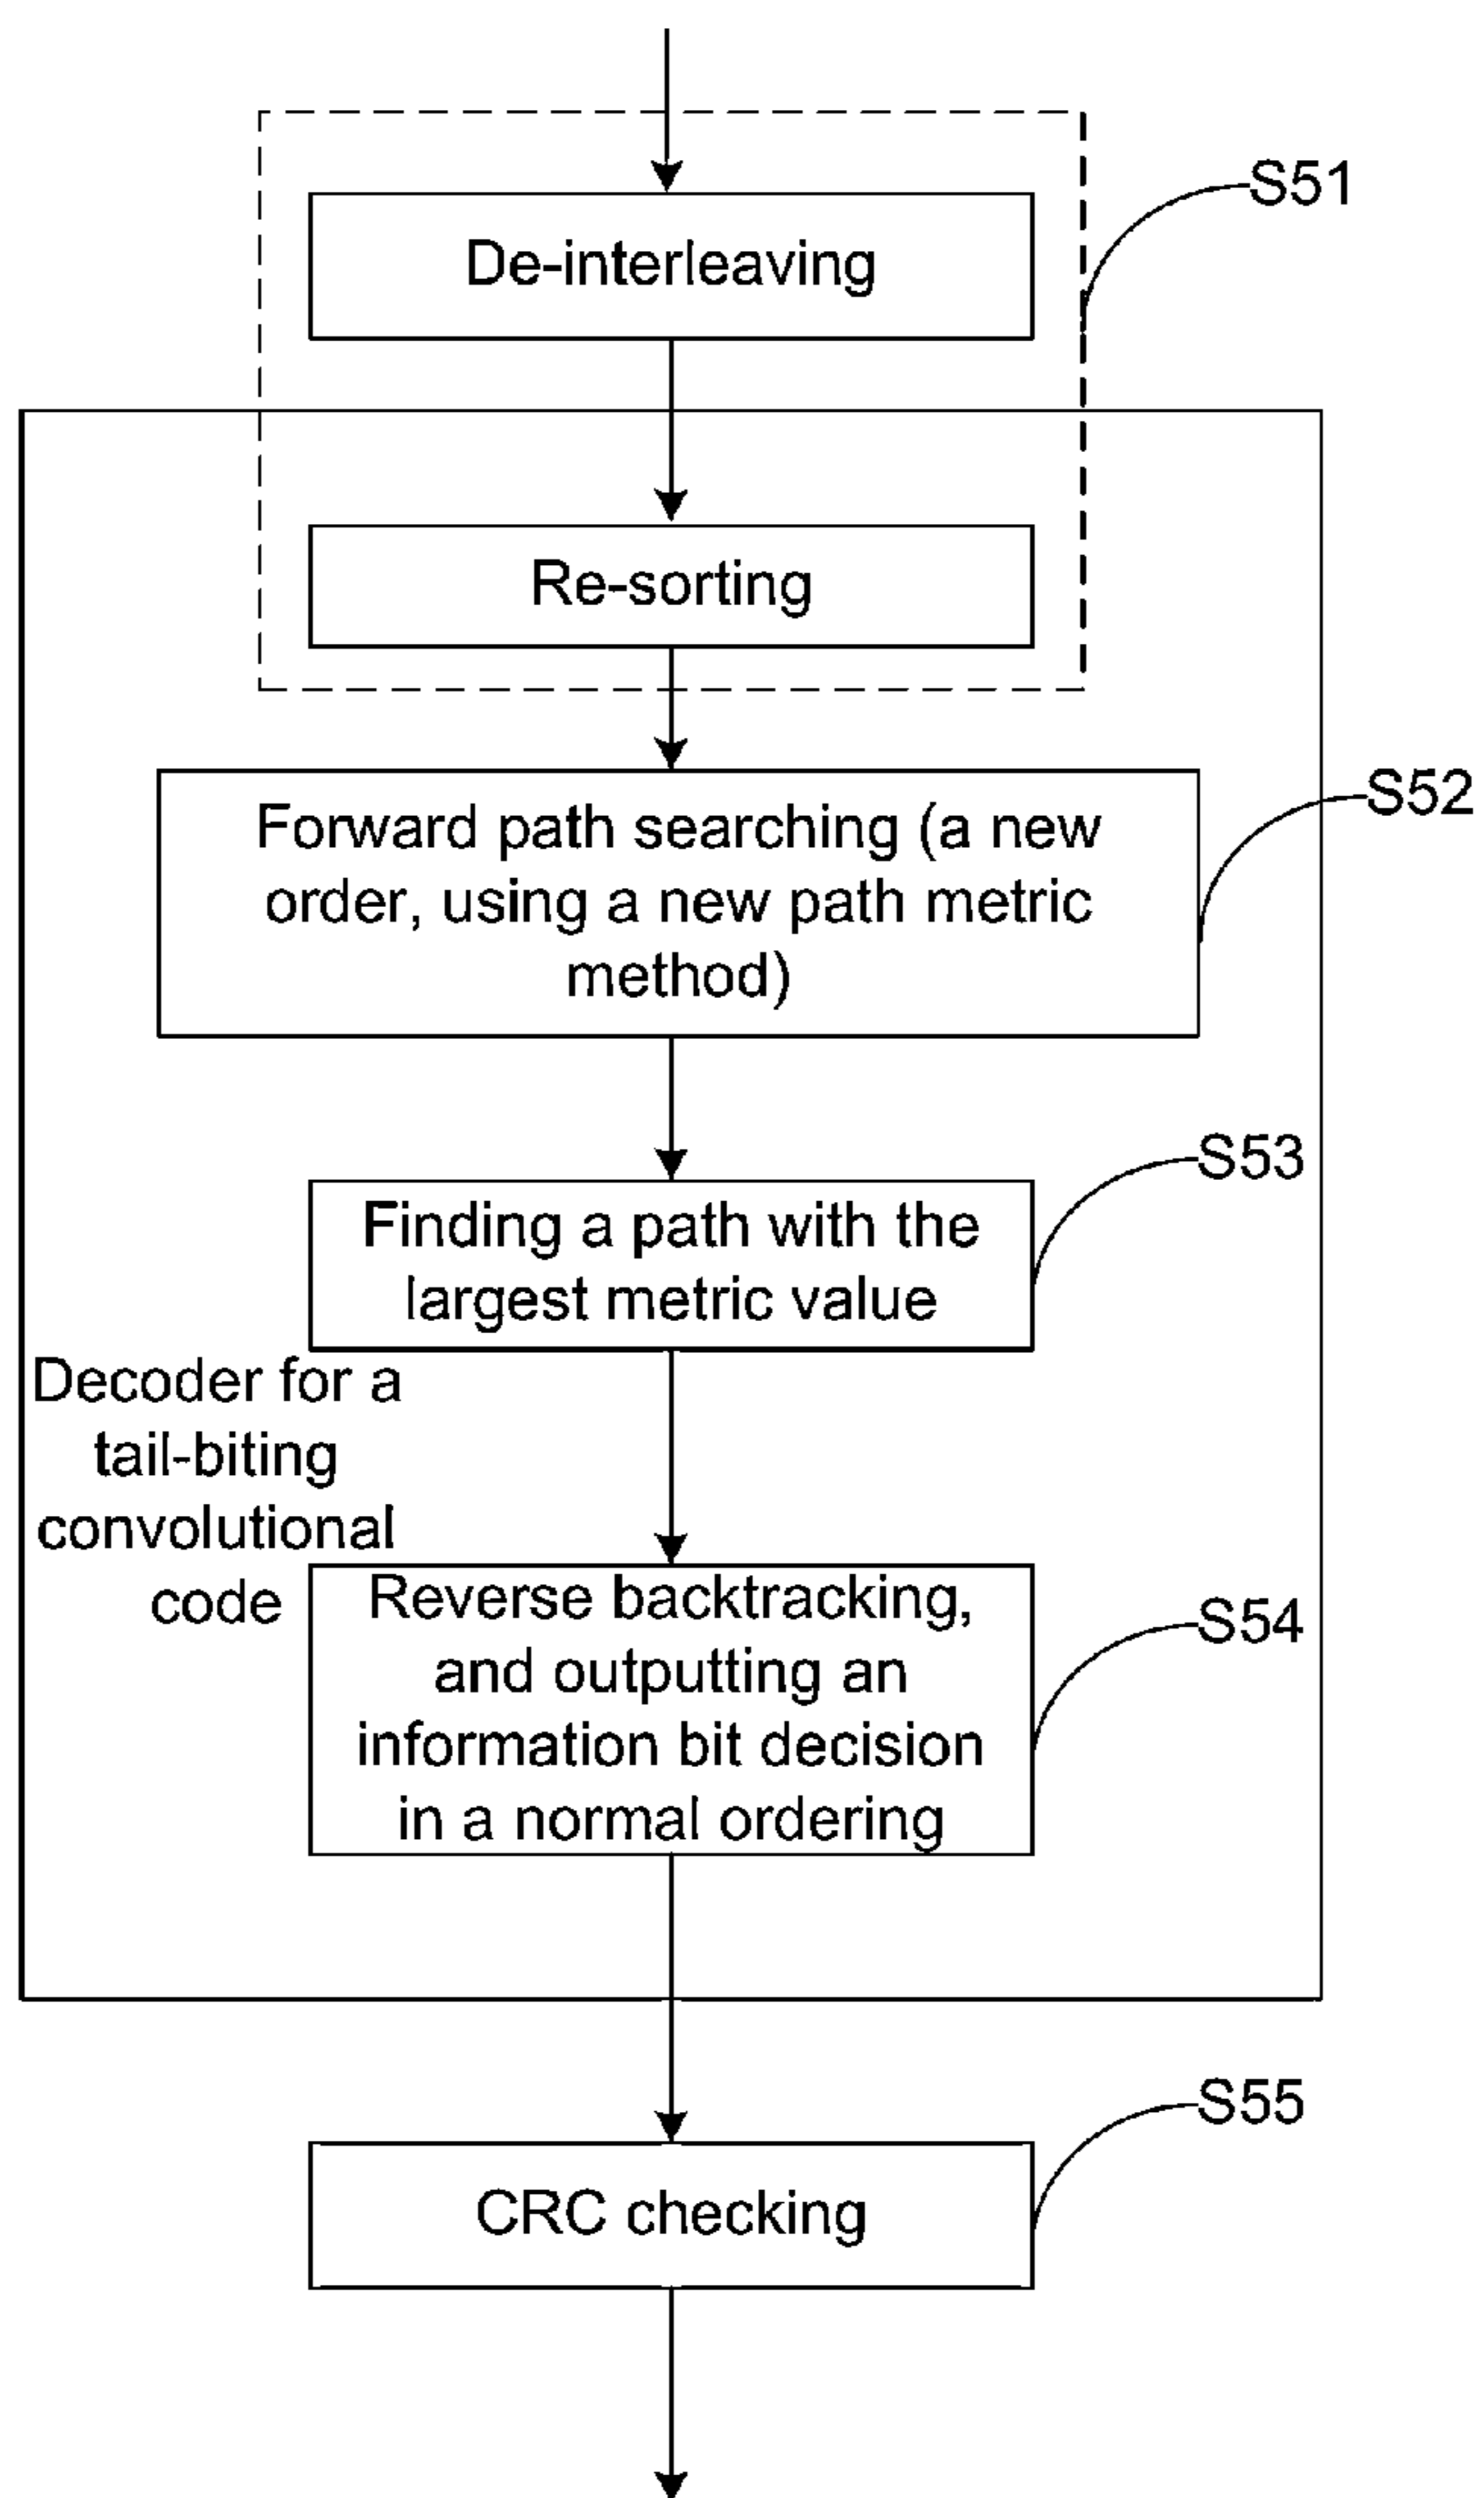 S51
De-interleaving
Re-sorting
S52
Forward path searching (a new
order, using a new path metric
method)
S53
Finding a path with the
largest metric value
Decoder for a
tail-biting
convolutional
code
S54
Reverse backtracking,
and outputting an
information bit decision
in a normal ordering
S55
CRC checking